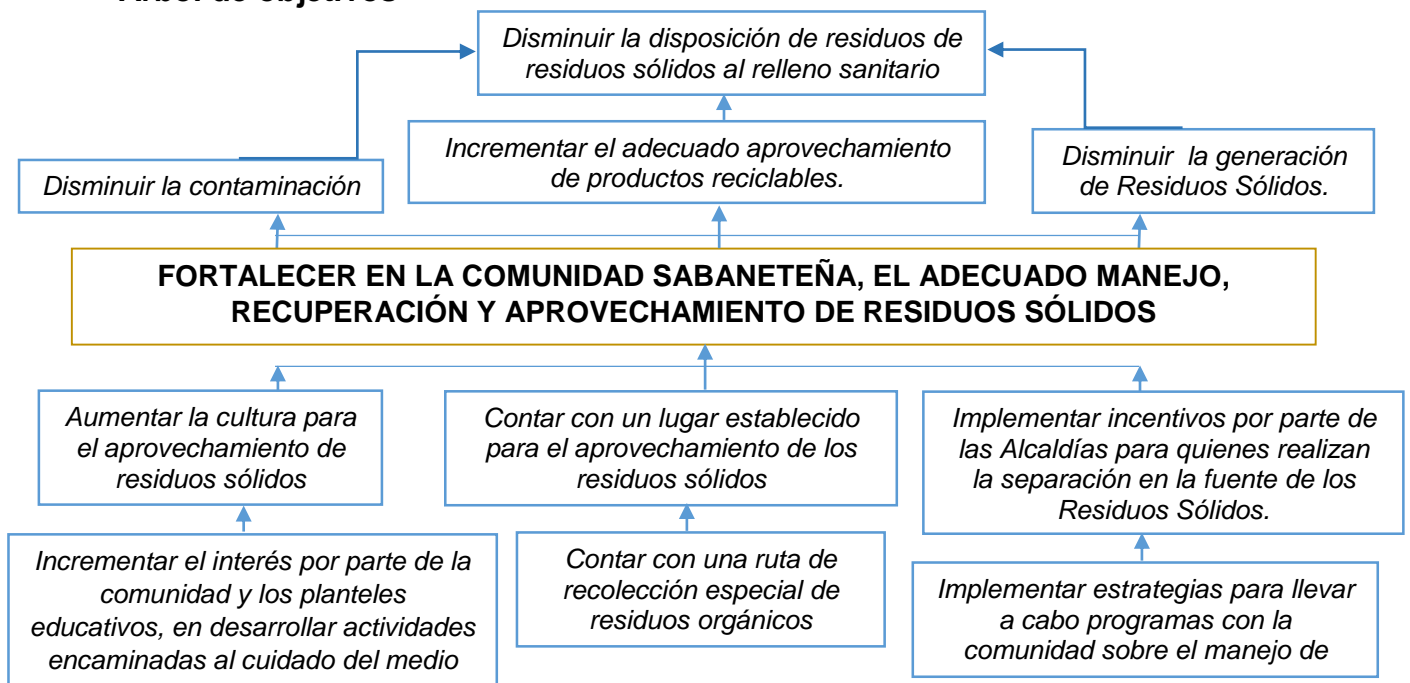 Árbol de objetivos
Disminuir la disposición de residuos de
residuos sólidos al relleno sanitario
Incrementar el adecuado aprovechamiento
de productos reciclables.
Disminuir la contaminación
Disminuir  la generación
de Residuos Sólidos.
FORTALECER EN LA COMUNIDAD SABANETEÑA, EL ADECUADO MANEJO,
RECUPERACIÓN Y APROVECHAMIENTO DE RESIDUOS SÓLIDOS
Aumentar la cultura para
el aprovechamiento de
residuos sólidos
Contar con un lugar establecido
para el aprovechamiento de los
residuos sólidos
Implementar incentivos por parte de
las Alcaldías para quienes realizan
la separación en la fuente de los
Residuos Sólidos.
Incrementar el interés por parte de la
comunidad y los planteles
educativos, en desarrollar actividades
encaminadas al cuidado del medio
Contar con una ruta de
recolección especial de
residuos orgánicos
Implementar estrategias para llevar
a cabo programas con la
comunidad sobre el manejo de